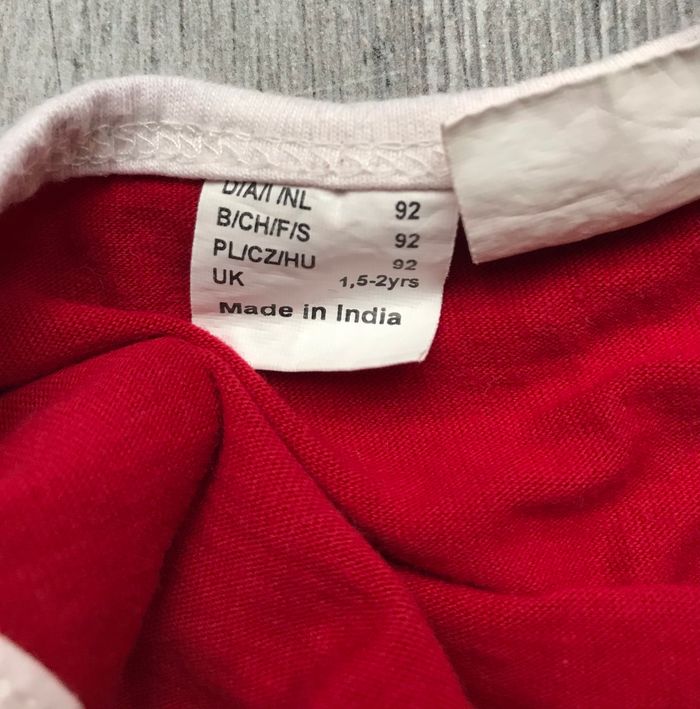 D/A/I /NL 92
B/CH/F/S 92
PL/CZ/HU 92
UK 1,5-2yrs
Made in India